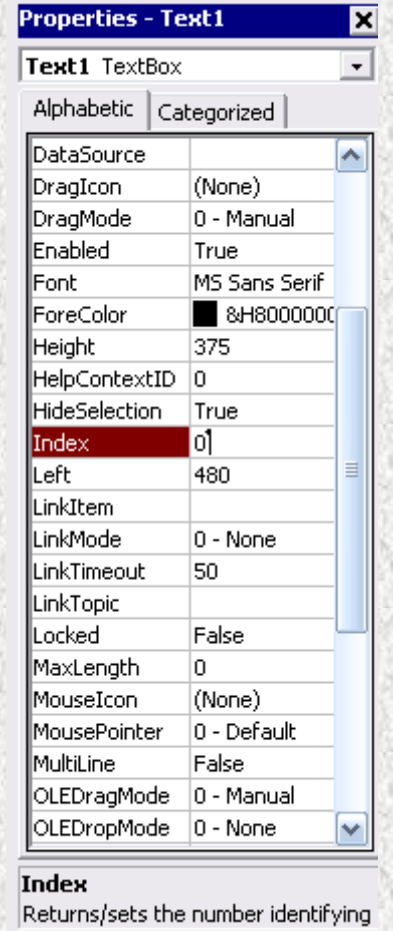 Properties - Text1
Text1 TextBox
Alphabetic Categorized
DataSource
DragIcon (None)
DragMode 0 - Manual
Enabled True
Font MS Sans Serif
ForeColor &H8000000
Height 375
HelpContextID 0
HideSelection True
Index 0
Left 480
LinkItem
LinkMode 0 - None
LinkTimeout 50
LinkTopic
Locked False
MaxLength 0
MouseIcon (None)
MousePointer 0 - Default
MultiLine False
OLEDragMode 0 - Manual
OLEDropMode 0 - None
Index
Returns/sets the number identifying